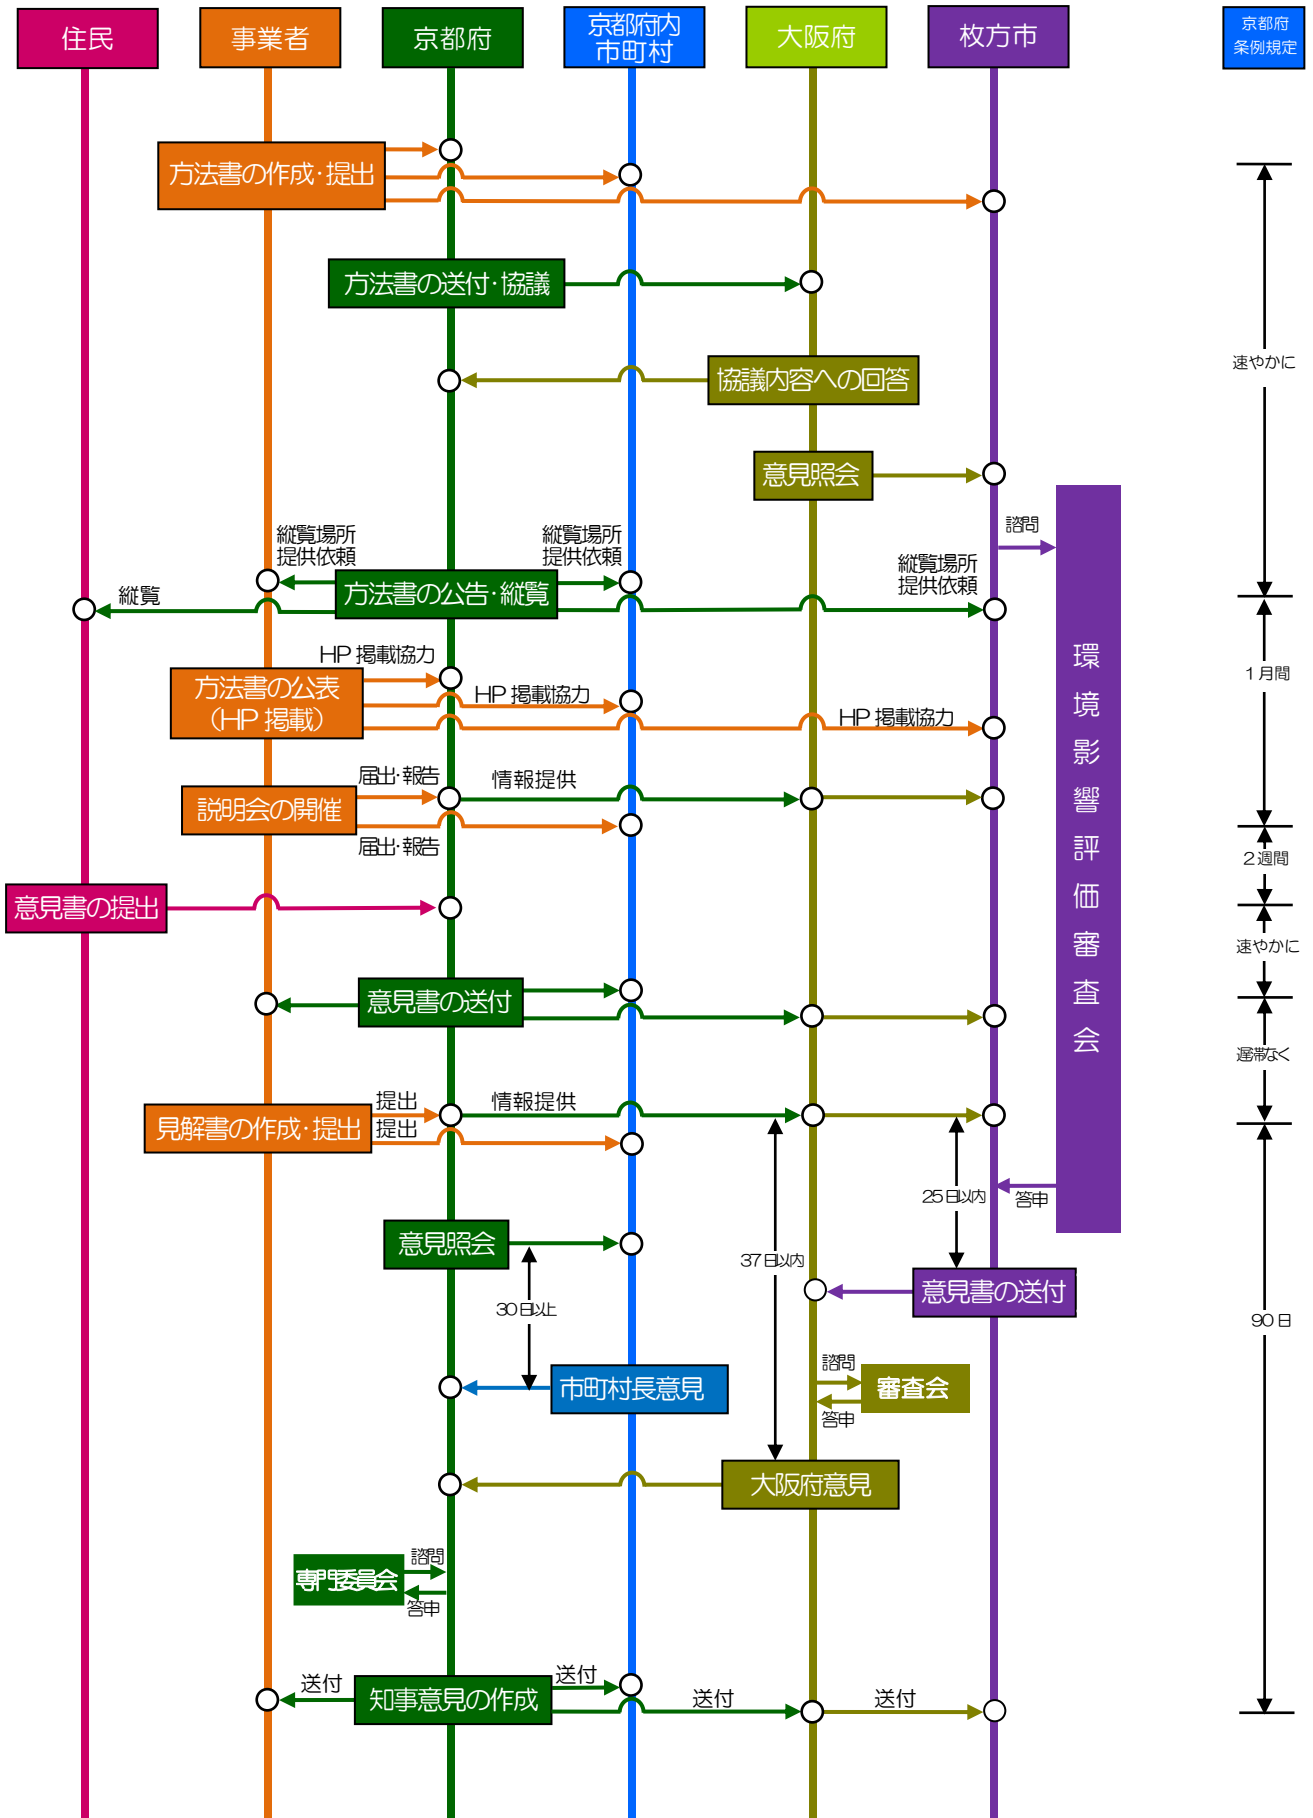 住民
事業者
京都府
京都府内
市町村
大阪府
枚方市
京都府
条例規定
方法書の作成・提出
方法書の送付・協議
速やかに
協議内容への回答
意見照会
諮問
縦覧場所
提供依頼
縦覧場所
提供依頼
縦覧場所
提供依頼
縦覧
方法書の公告・縦覧
HP 掲載協力
方法書の公表
（HP 掲載）
HP 掲載協力
HP 掲載協力
1月間
環境影響評価審査会
届出・報告
情報提供
説明会の開催
届出・報告
2週間
意見書の提出
速やかに
意見書の送付
遅滞なく
提出
情報提供
見解書の作成・提出
提出
25日以内
答申
意見照会
37日以内
意見書の送付
30日以上
90日
諮問
市町村長意見
審査会
答申
大阪府意見
諮問
専門委員会
答申
送付
送付
知事意見の作成
送付
送付